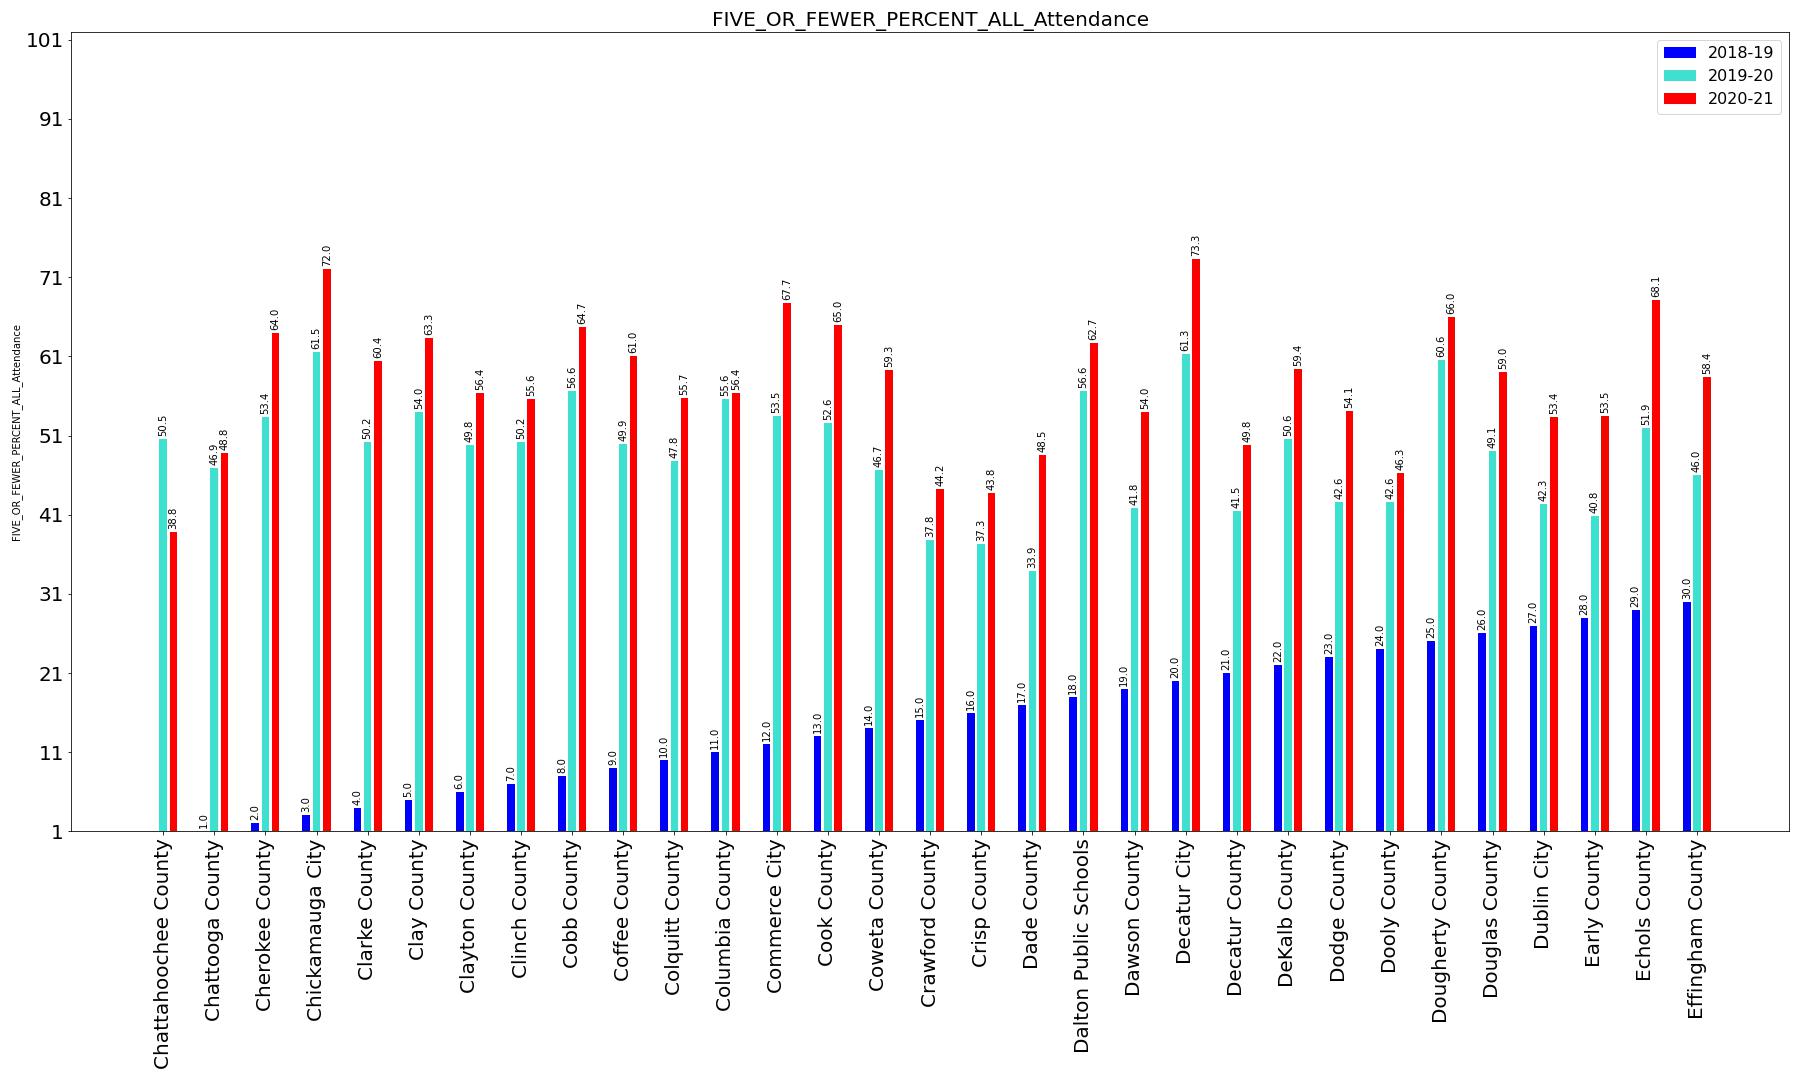 FIVE_OR_FEWER_PERCENT_ALL_Attendance
2018-19
2019-20
2020-21
FIVE_OR_FEWER_PERCENT_ALL_Attendance
101
91
81
71
61
51
41
31
21
11
1
50.5 38.8
1.0 46.9 48.8
2.0 53.4 64.0
3.0 61.5 72.0
4.0 50.2 60.4
5.0 54.0 63.3
6.0 49.8 56.4
7.0 50.2 55.6
8.0 56.6 64.7
9.0 49.9 61.0
10.0 47.8 55.7
11.0 55.6 56.4
12.0 53.5 67.7
13.0 52.6 65.0
14.0 46.7 59.3
15.0 37.8 44.2
16.0 37.3 43.8
17.0 33.9 48.5
18.0 56.6 62.7
19.0 41.8 54.0
20.0 61.3 73.3
21.0 41.5 49.8
22.0 50.6 59.4
23.0 42.6 54.1
24.0 42.6 46.3
25.0 60.6 66.0
26.0 49.1 59.0
27.0 42.3 53.4
28.0 40.8 53.5
29.0 51.9 68.1
30.0 46.0 58.4
Chattahoochee County
Chattooga County
Cherokee County
Chickamauga City
Clarke County
Clay County
Clayton County
Clinch County
Cobb County
Coffee County
Colquitt County
Columbia County
Commerce City
Cook County
Coweta County
Crawford County
Crisp County
Dade County
Dalton Public Schools
Dawson County
Decatur City
Decatur County
DeKalb County
Dodge County
Dooly County
Dougherty County
Douglas County
Dublin City
Early County
Echols County
Effingham County